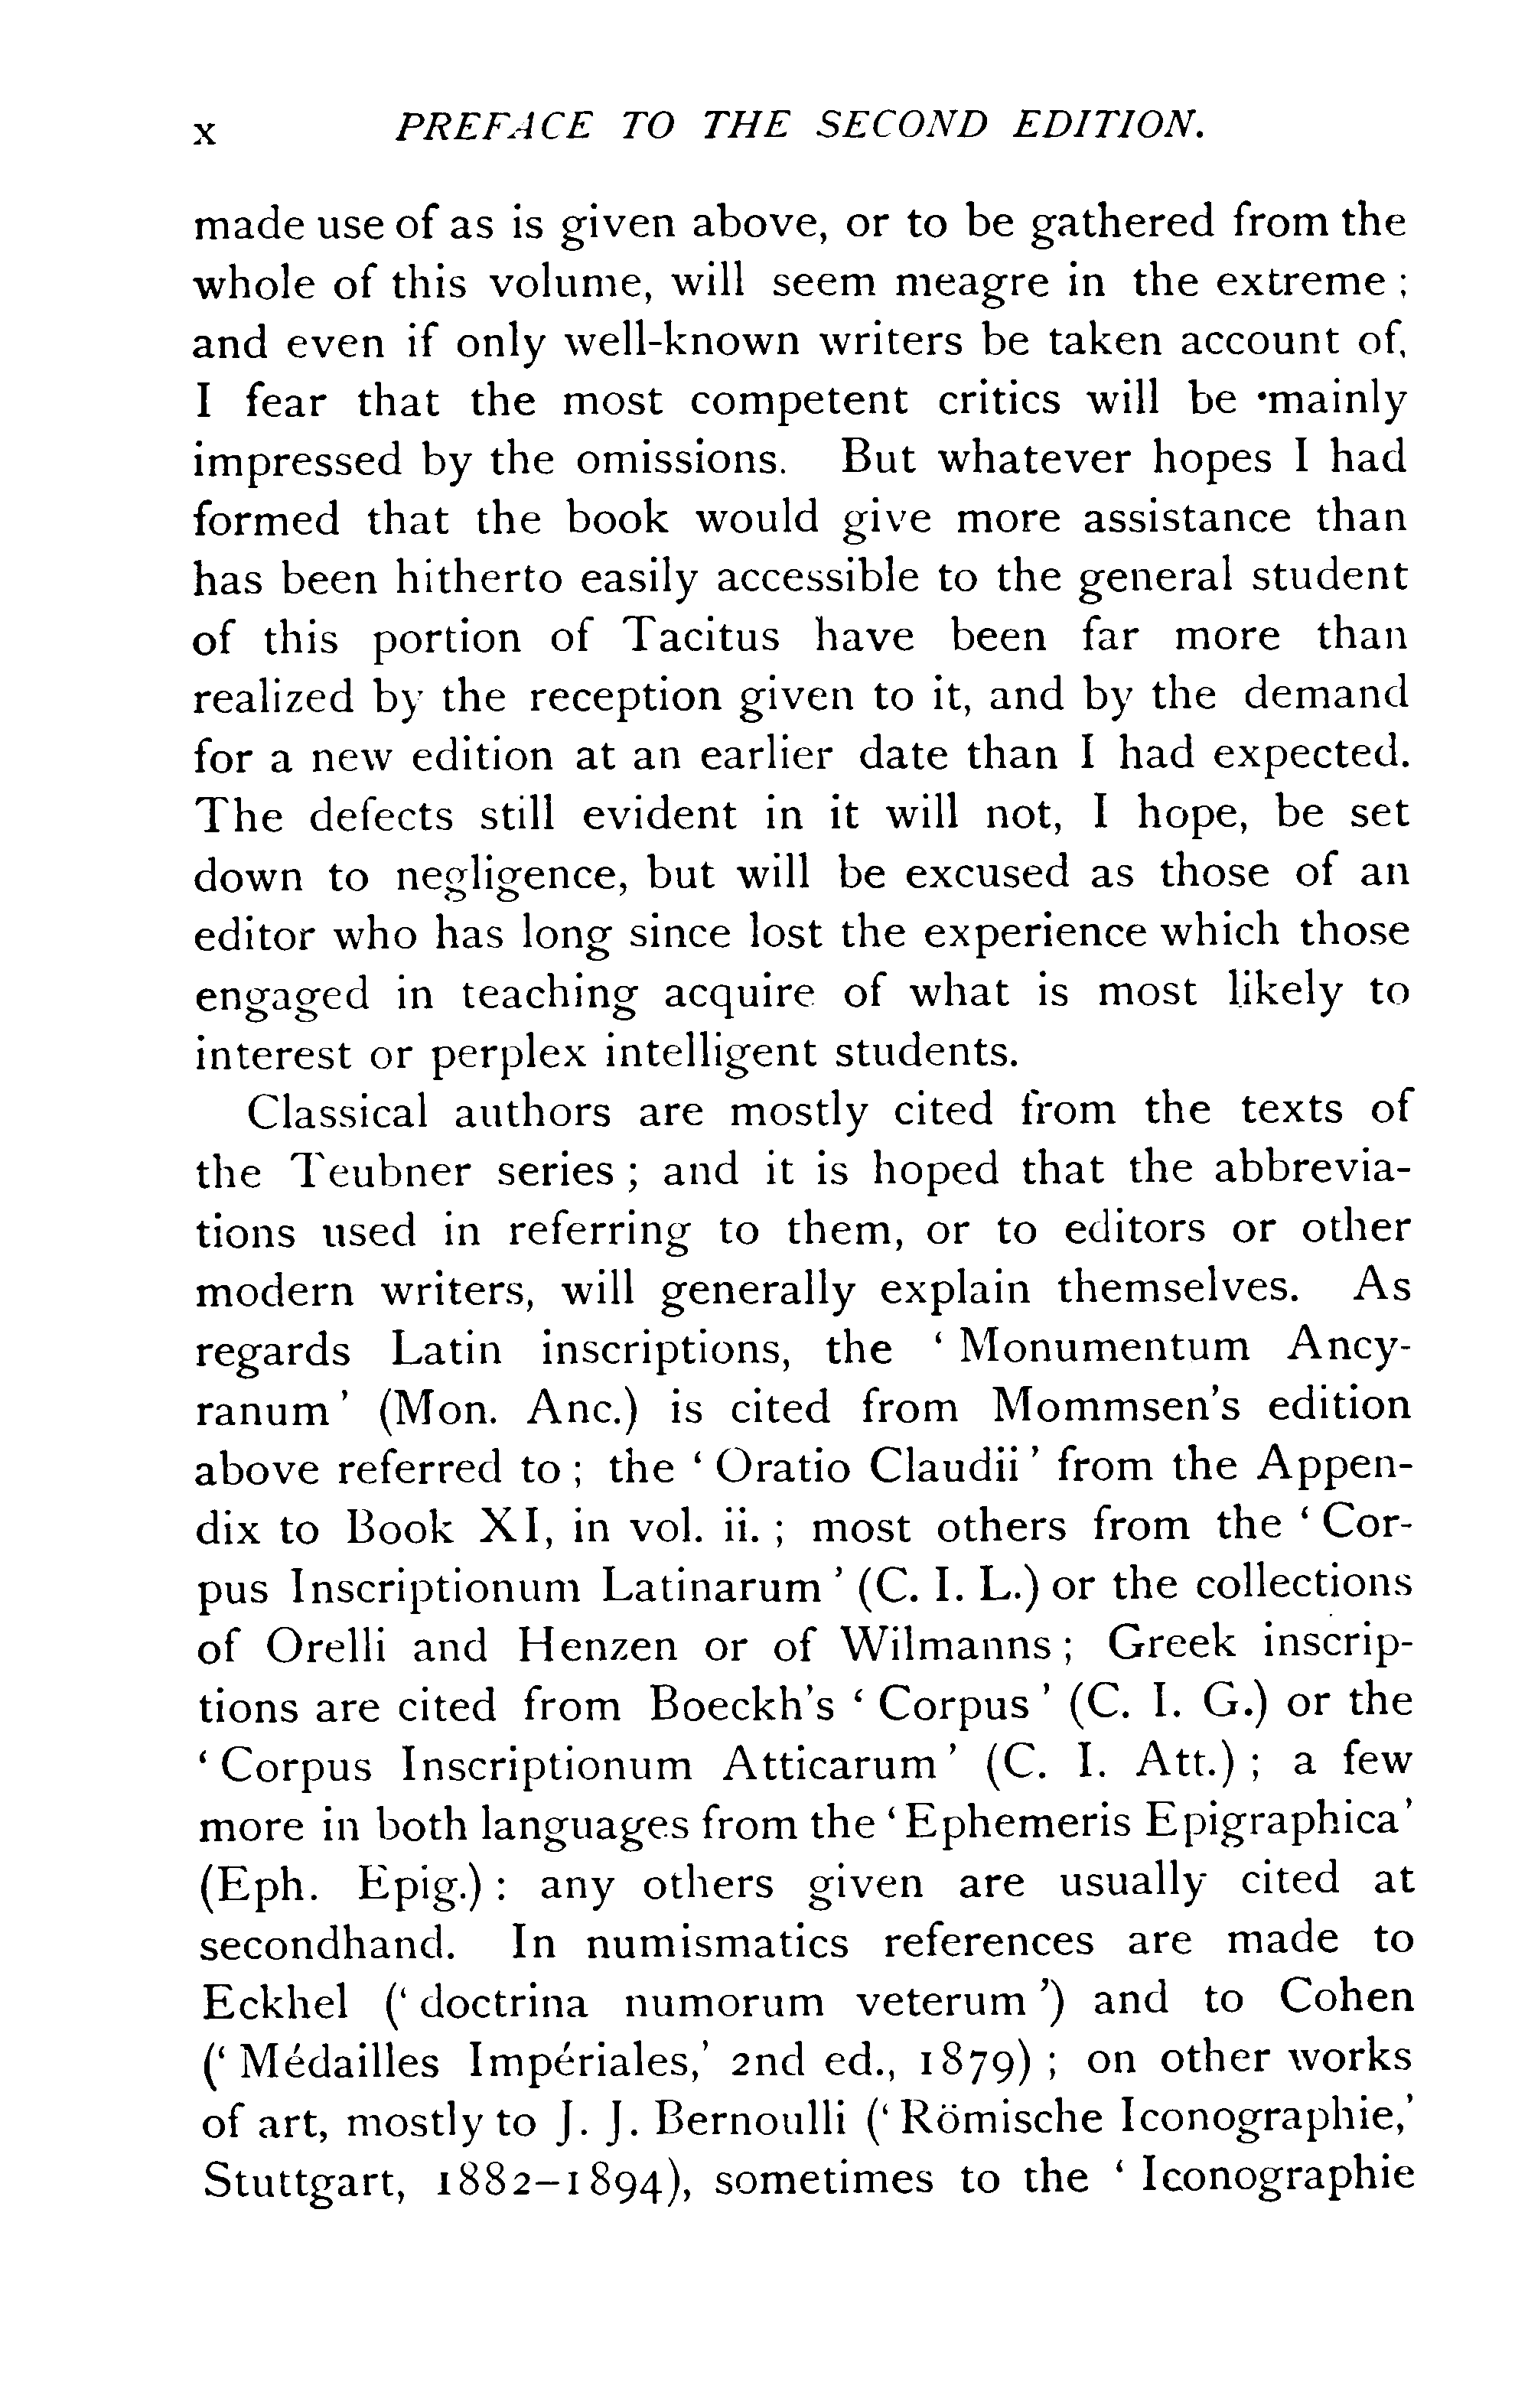 x PREFACE TO THE SECOND EDITION.
made use of as is given above, or to be gathered from the
whole of this volume, will seem meagre in the extreme ;
and even if only well-known writers be taken account of,
I fear that the most competent critics will be mainly
impressed by the omissions. But whatever hopes I had
formed that the book would give more assistance than
has been hitherto easily accessible to the general student
of this portion of Tacitus have been far more than
realized by the reception given to it, and by the demand
for a new edition at an earlier date than I had expected.
The defects still evident in it will not, I hope, be set
down to negligence, but will be excused as those of an
editor who has long since lost the experience which those
engaged in teaching acquire of what is most likely to
interest or perplex intelligent students.
Classical authors are mostly cited from the texts of
the Teubner series ; and it is hoped that the abbrevia-
tions used in referring to them, or to editors or other
modern writers, will generally explain themselves. As
regards Latin inscriptions, the ‘ Monumentum Ancy-
ranum ’ (Mon. Anc.) is cited from Mommsen’s edition
above referred to ; the ‘ Oratio Claudii ’ from the Appen-
dix to Book XI, in vol. ii. ; most others from the ‘ Cor-
pus Inscriptionum Latinarum ’ (C. I. L.) or the collections
of Orelli and Henzen or of Wilmanns ; Greek inscrip-
tions are cited from Boeckh’s ‘ Corpus ’ (C. I. G.) or the
‘ Corpus Inscriptionum Atticarum ’ (C. I. Att.) ; a few
more in both languages from the ‘ Ephemeris Epigraphica ’
(Eph. Epig.) : any others given are usually cited at
secondhand. In numismatics references are made to
Eckhel (‘ doctrina numorum veterum ’) and to Cohen
(‘ Médailles Impériales,’ 2nd ed., 1879) ; on other works
of art, mostly to J. J. Bernoulli (‘ Römische Iconographie,’
Stuttgart, 1882–1894), sometimes to the ‘ Iconographie